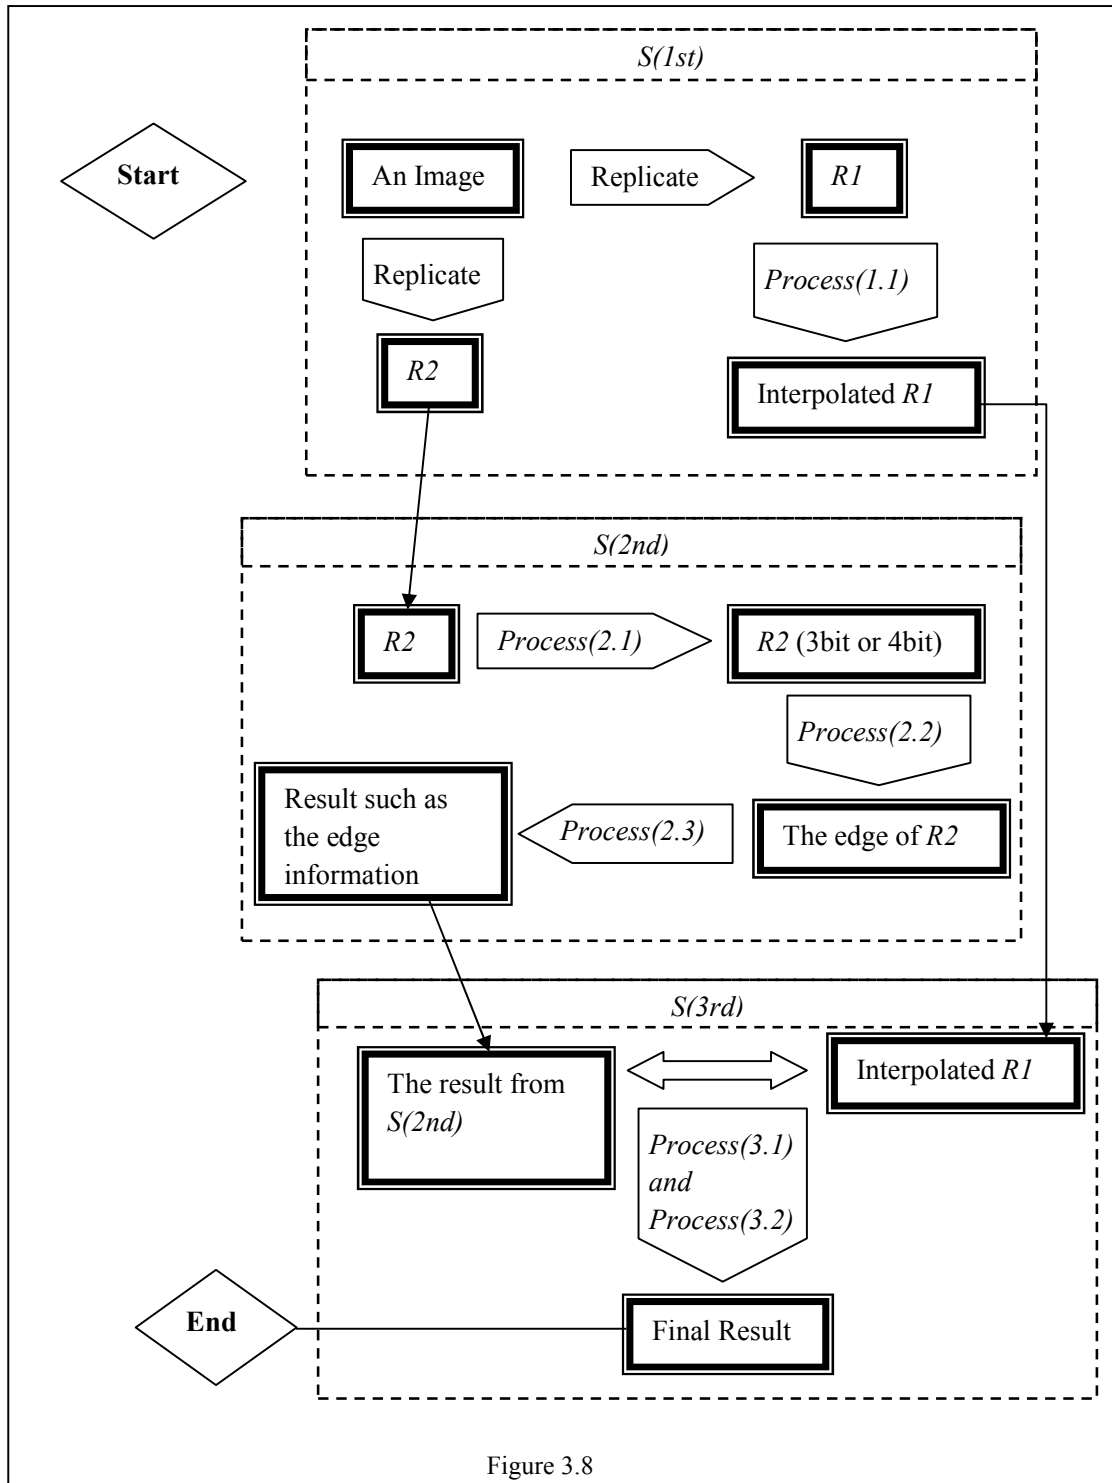 S(1st)
Start
An Image
Replicate
R1
Replicate
Process(1.1)
R2
Interpolated R1
S(2nd)
R2
Process(2.1)
R2 (3bit or 4bit)
Process(2.2)
Result such as
the edge
information
Process(2.3)
The edge of R2
S(3rd)
The result from
S(2nd)
Interpolated R1
Process(3.1)
and
Process(3.2)
End
Final Result
Figure 3.8